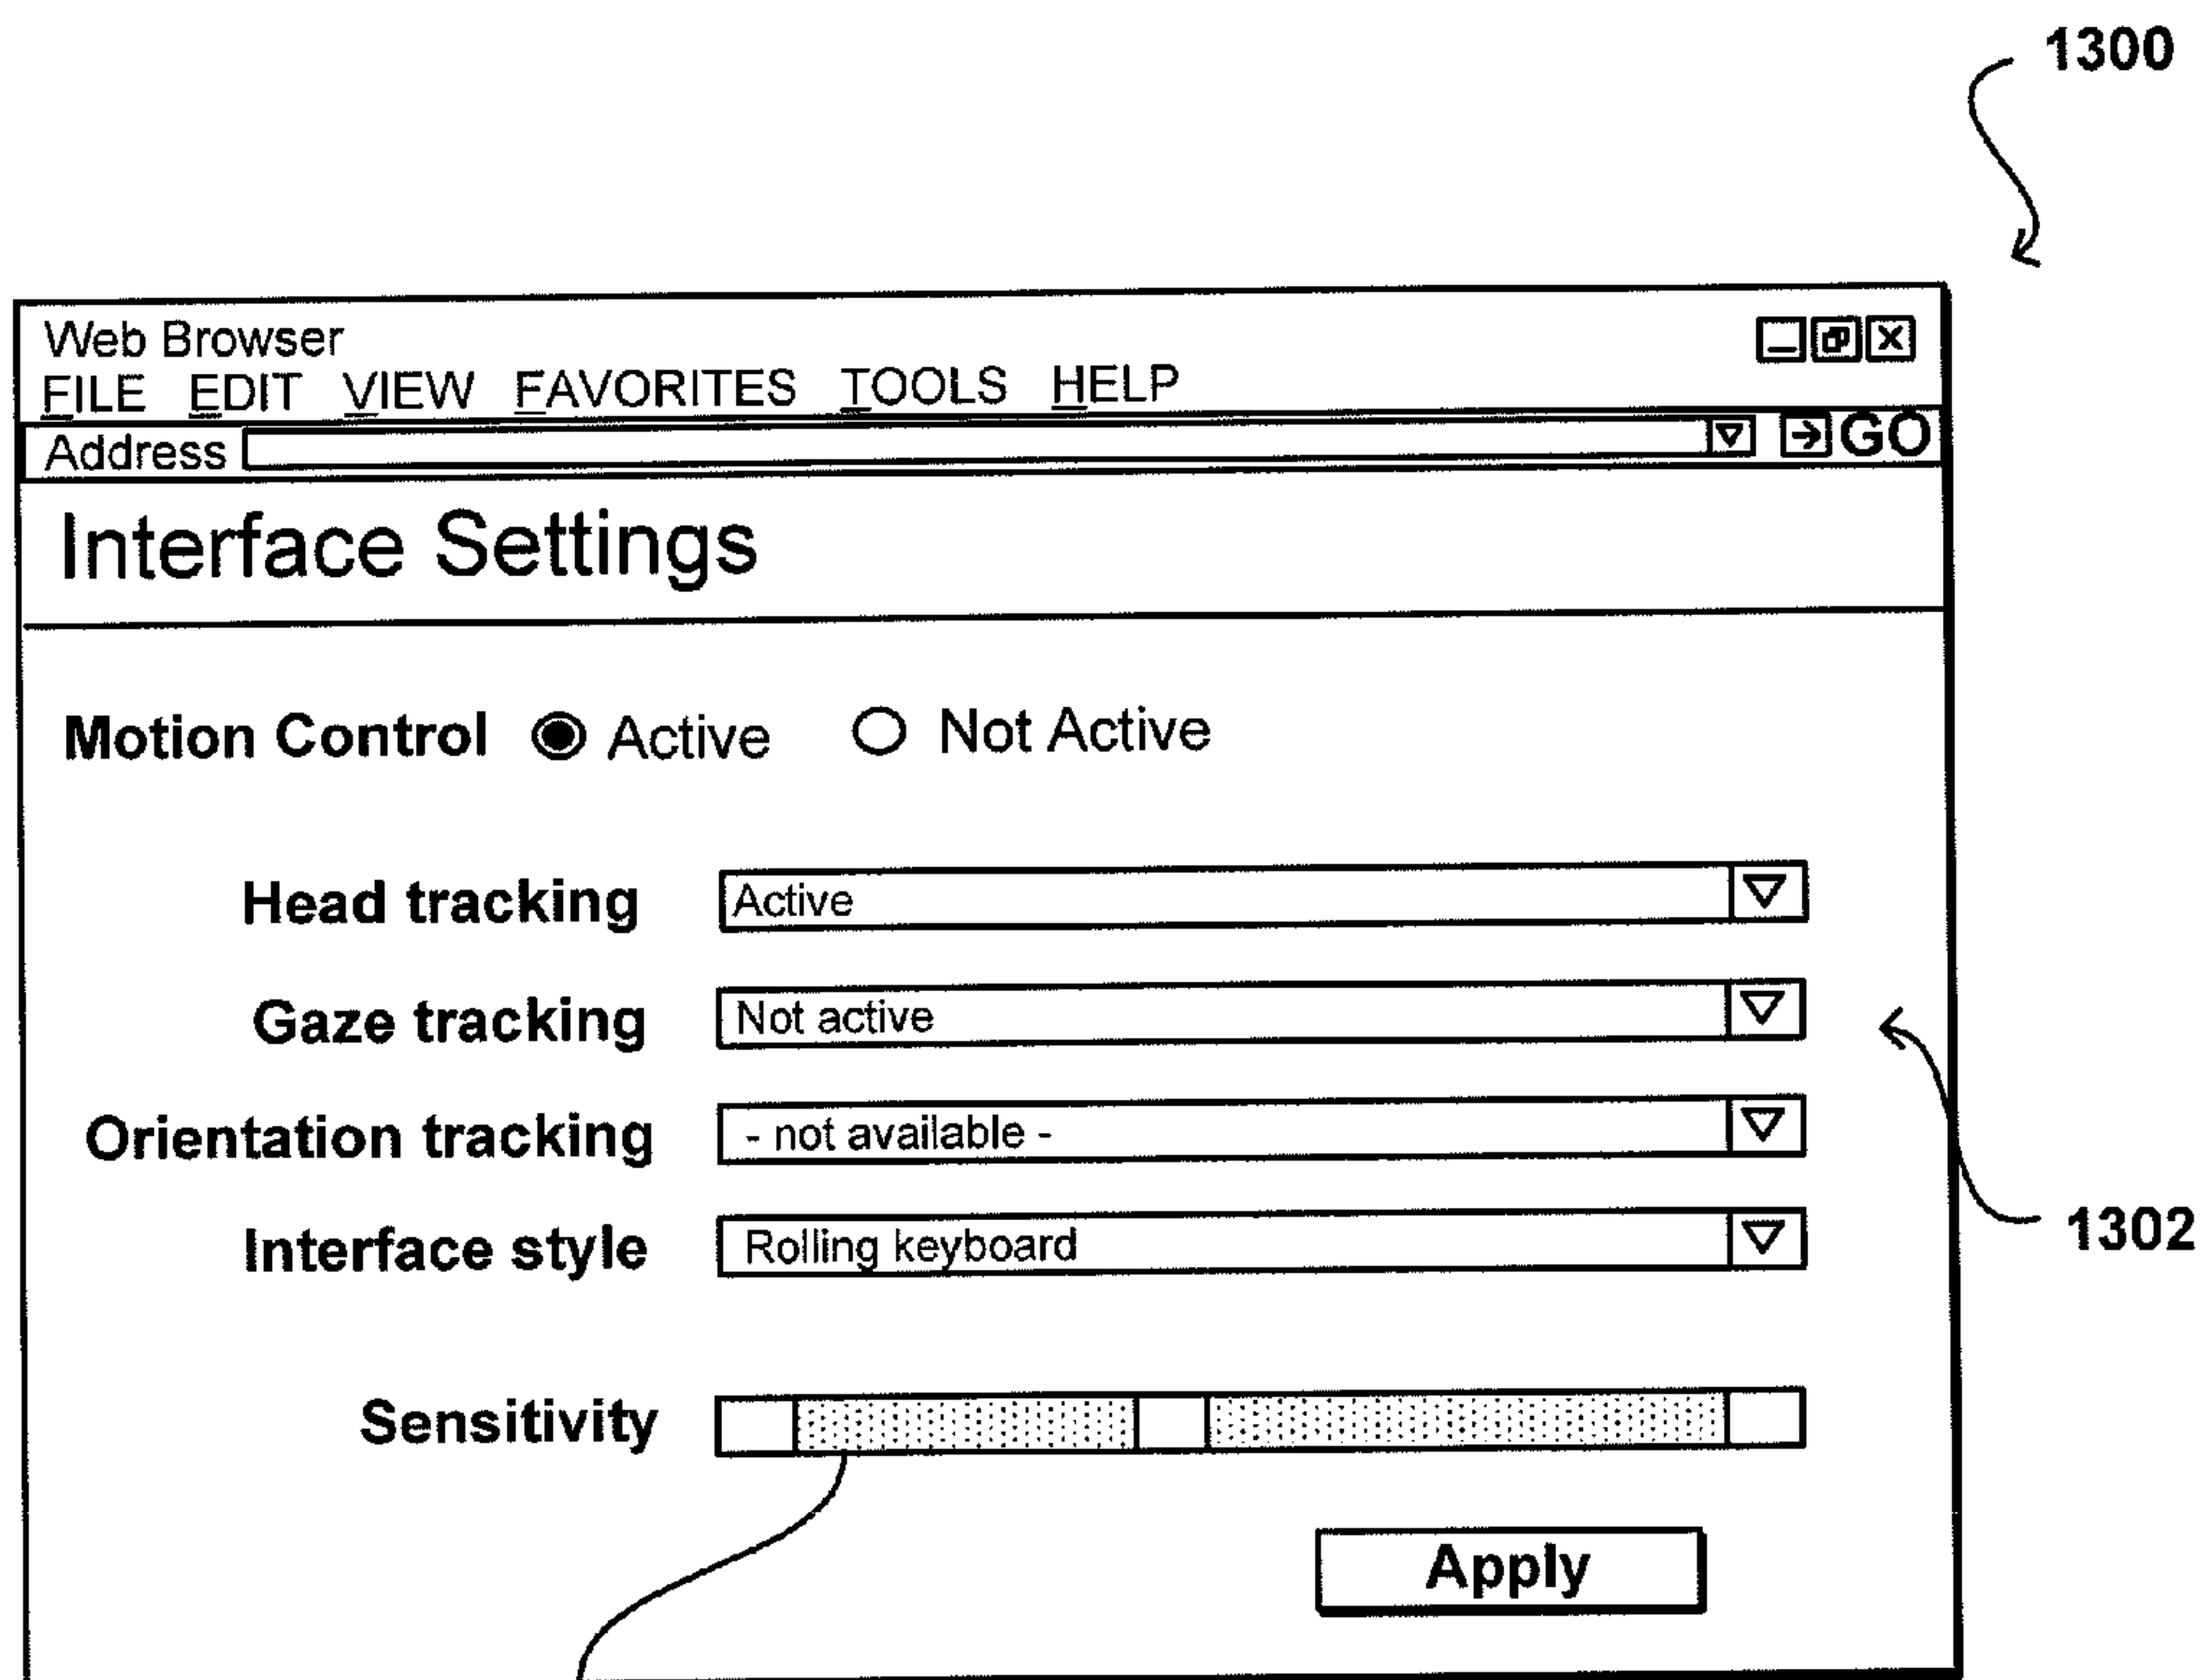 1300
Web Browser
FILE EDIT VIEW FAVORITES TOOLS HELP
Address GO
Interface Settings
Motion Control Active Not Active
Head tracking Active
Gaze tracking Not active
Orientation tracking - not available -
Interface style Rolling keyboard
1302
Sensitivity
Apply